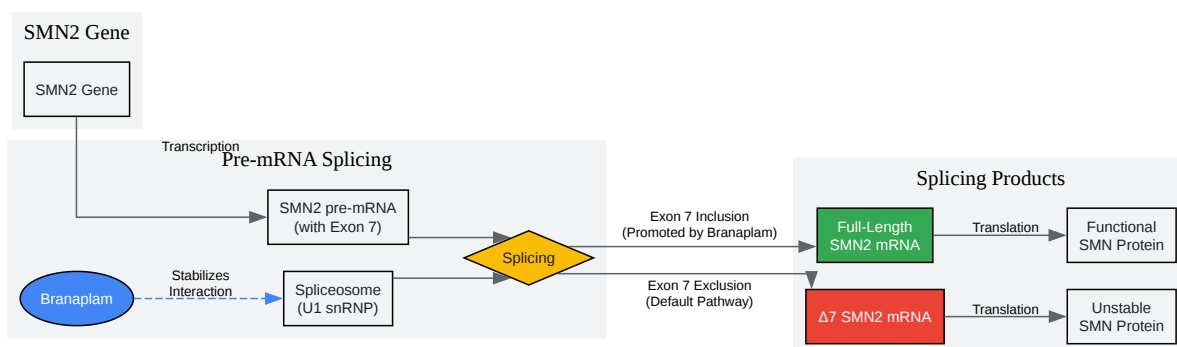 SMN2 Gene
SMN2 Gene
Transcription
Pre-mRNA Splicing
SMN2 pre-mRNA
(with Exon 7)
Branaplam
Stabilizes
Interaction
Spliceosome
(U1 snRNP)
Splicing
Exon 7 Inclusion
(Promoted by Branaplam)
Exon 7 Exclusion
(Default Pathway)
Splicing Products
Full-Length
SMN2 mRNA
Translation
Functional
SMN Protein
Δ7 SMN2 mRNA
Translation
Unstable
SMN Protein